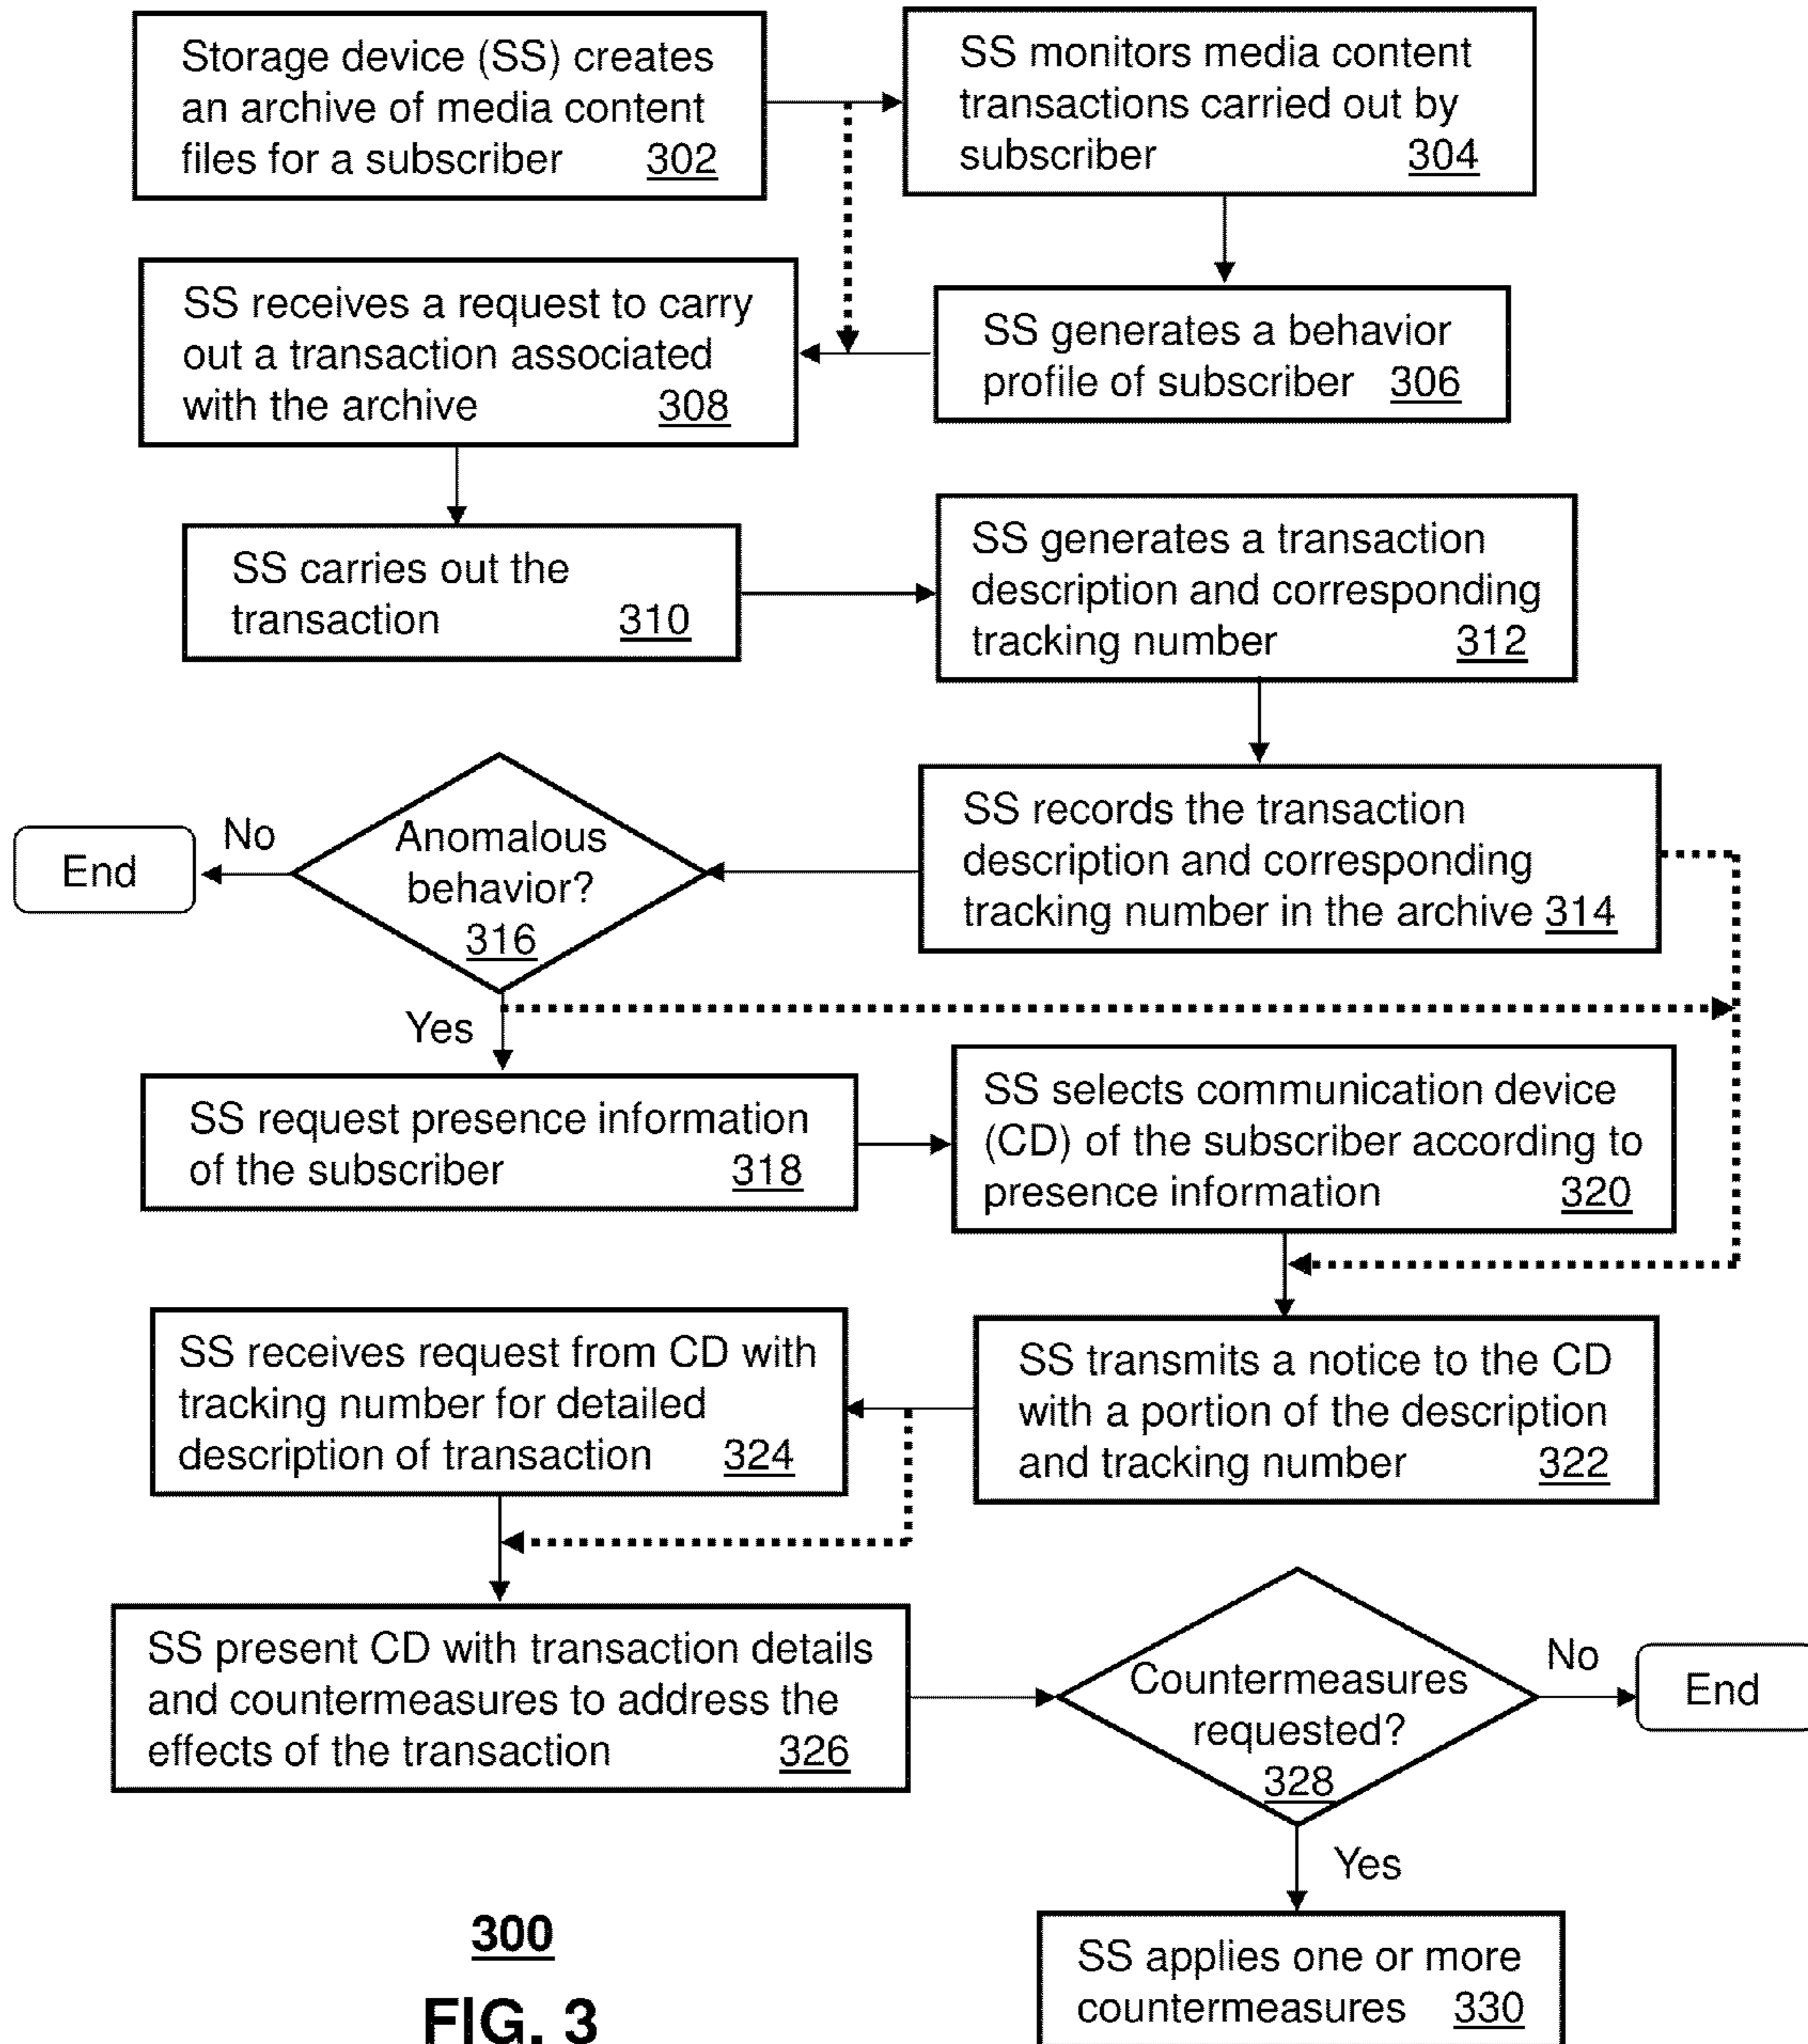 Storage device (SS) creates
an archive of media content
files for a subscriber 302
SS monitors media content
transactions carried out by
subscriber 304
SS receives a request to carry
out a transaction associated
with the archive 308
SS generates a behavior
profile of subscriber 306
SS carries out the
transaction 310
SS generates a transaction
description and corresponding
tracking number 312
End
No
Anomalous
behavior?
316
SS records the transaction
description and corresponding
tracking number in the archive 314
Yes
SS request presence information
of the subscriber 318
SS selects communication device
(CD) of the subscriber according to
presence information 320
SS receives request from CD with
tracking number for detailed
description of transaction 324
SS transmits a notice to the CD
with a portion of the description
and tracking number 322
SS present CD with transaction details
and countermeasures to address the
effects of the transaction 326
Countermeasures
requested?
328
No
End
Yes
SS applies one or more
countermeasures 330
300
FIG. 3